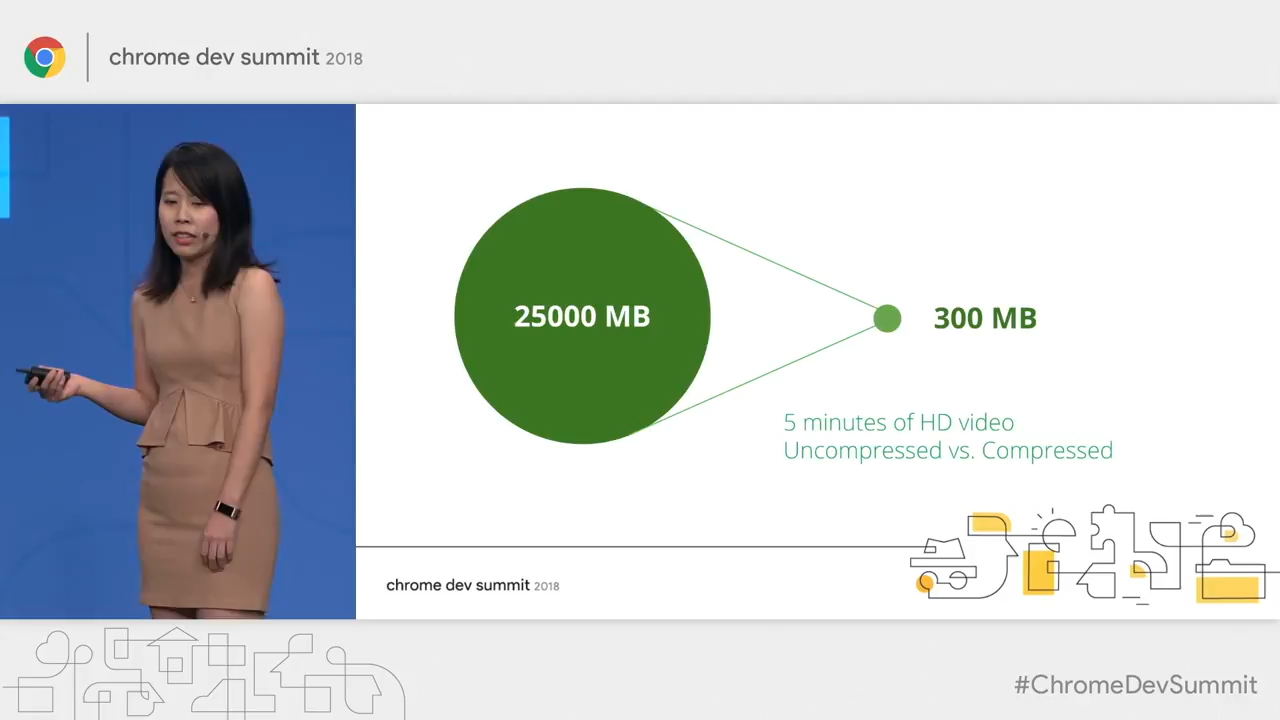 chrome dev summit 2018
25000 MB
300 MB
5 minutes of HD video
Uncompressed vs. Compressed
chrome dev summit 2018
#ChromeDevSummit